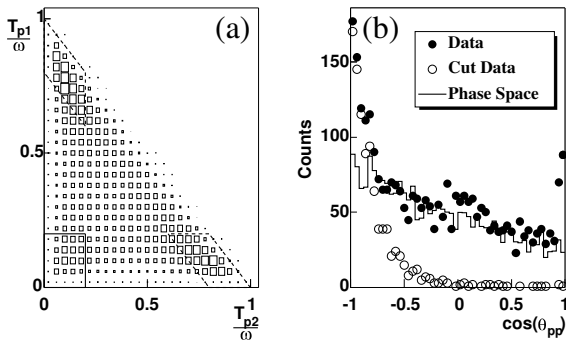 (a)
T_p1
ω
1
0.5
0
0
0.5
1
T_p2
ω
(b)
Data
Cut Data
Phase Space
Counts
200
150
100
50
0
-1
-0.5
0
0.5
1
cos(θ_pp)